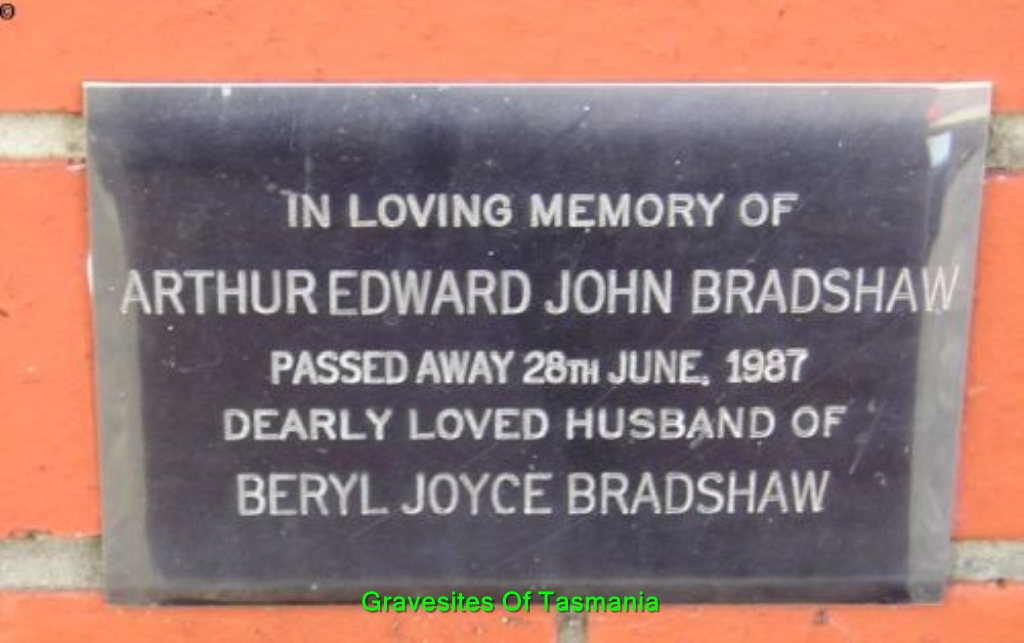 IN LOVING MEMORY OF
ARTHUR EDWARD JOHN BRADSHAW
PASSED AWAY 28TH JUNE, 1987
DEARLY LOVED HUSBAND OF
BERYL JOYCE BRADSHAW
Gravesites Of Tasmania